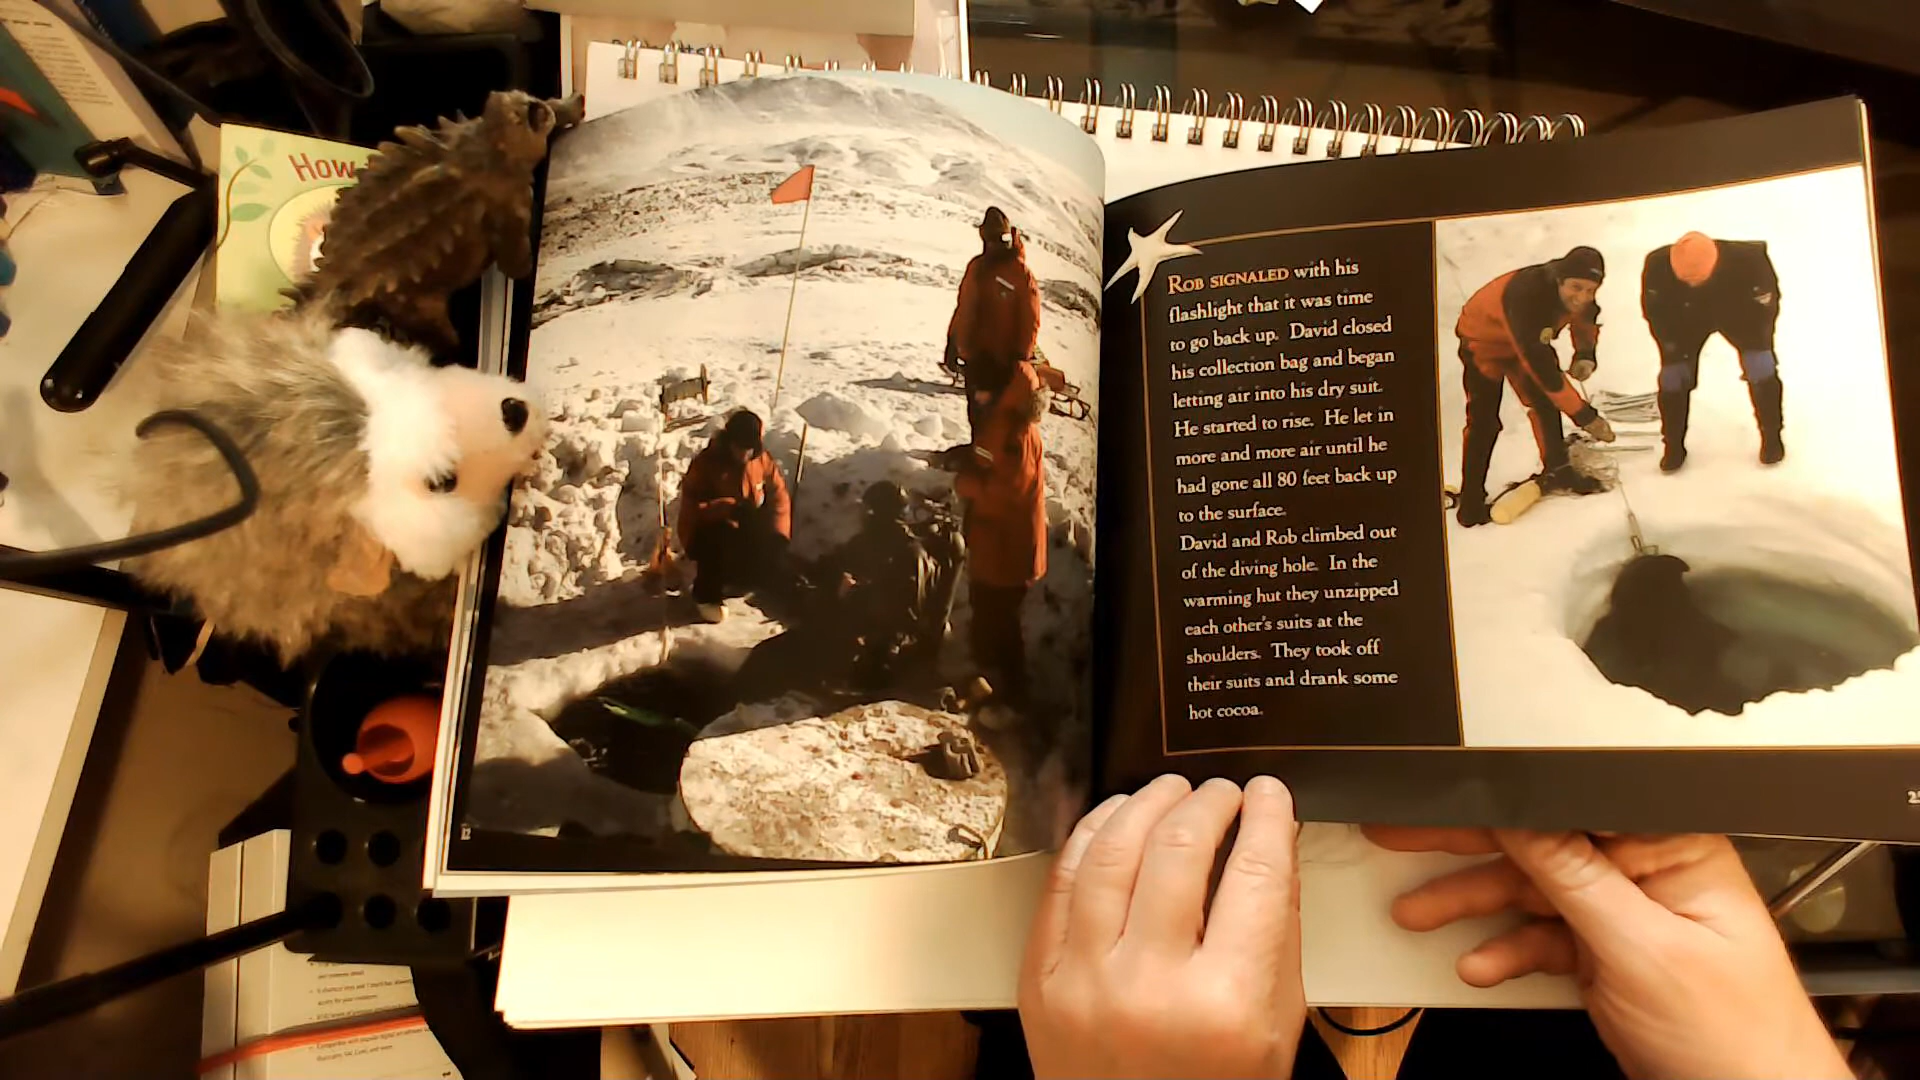 How
ROB SIGNALED with his
flashlight that it was time
to go back up. David closed
his collection bag and began
letting air into his dry suit.
He started to rise. He let in
more and more air until he
had gone all 80 feet back up
to the surface.
David and Rob climbed out
of the diving hole. In the
warming hut they unzipped
each other's suits at the
shoulders. They took off
their suits and drank some
hot cocoa.